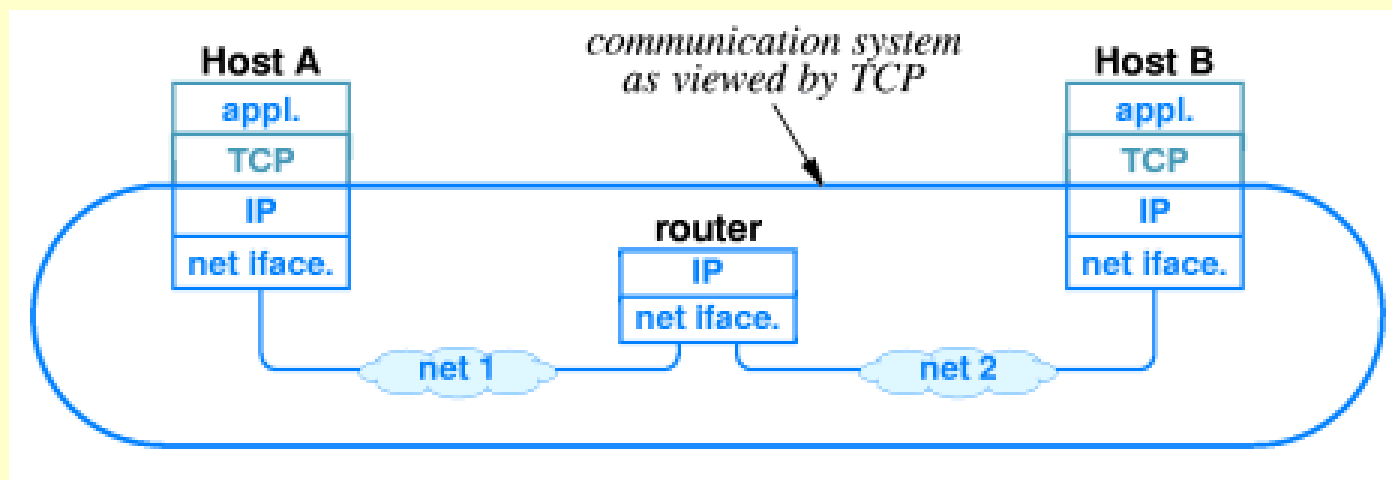 communication system
as viewed by TCP
Host A
appl.
TCP
IP
net iface.
router
IP
net iface.
Host B
appl.
TCP
IP
net iface.
net 1
net 2